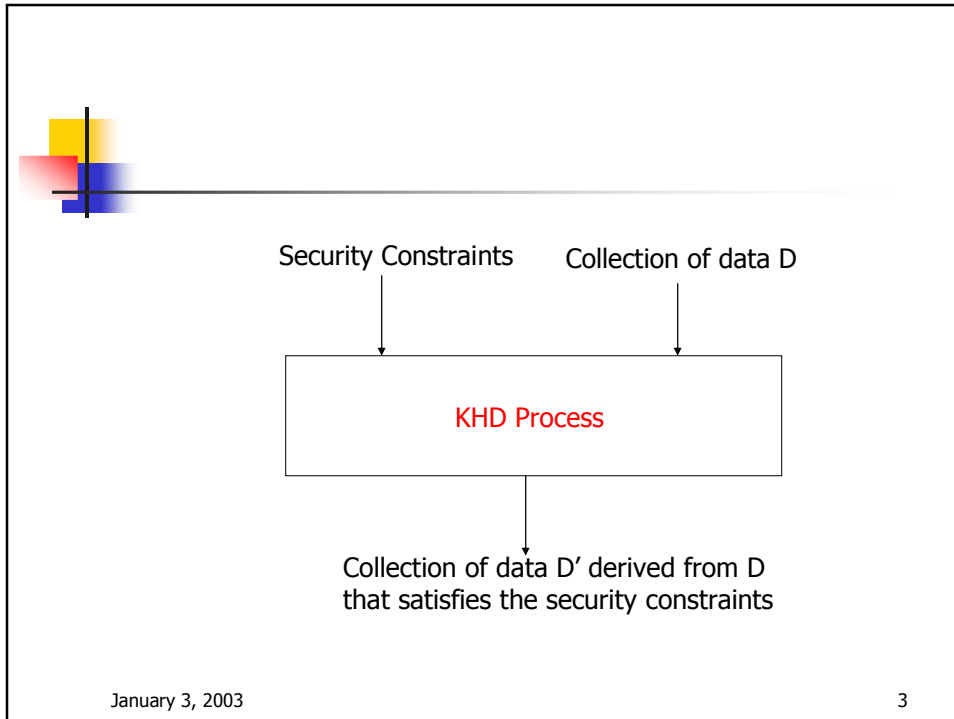 Security Constraints
Collection of data D
KHD Process
Collection of data D’ derived from D
that satisfies the security constraints
January 3, 2003
3